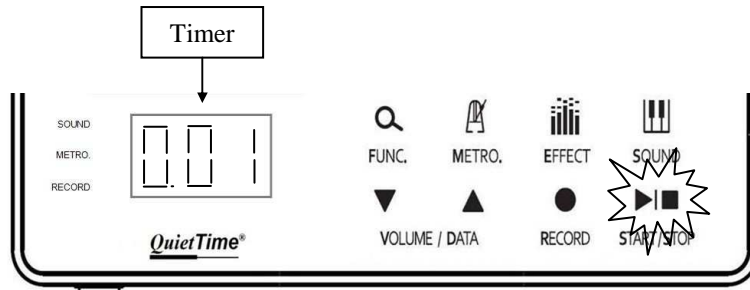 Timer
SOUND
METRO.
RECORD
0.01
FUNC. METRO. EFFECT SOUND
VOLUME / DATA RECORD START/STOP
QuietTime®